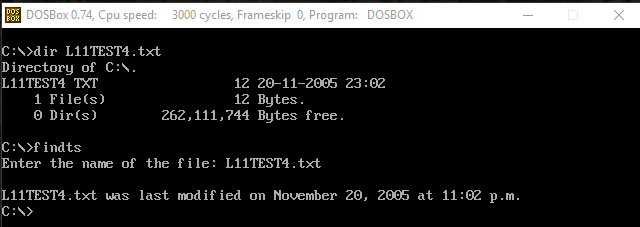 DOSBox 0.74, Cpu speed: 3000 cycles, Frameskip 0, Program: DOSBOX
C:\>dir L11TEST4.txt
Directory of C:\.
L11TEST4 TXT 12 20-11-2005 23:02
1 File(s) 12 Bytes.
0 Dir(s) 262,111,744 Bytes free.
C:\>findts
Enter the name of the file: L11TEST4.txt
L11TEST4.txt was last modified on November 20, 2005 at 11:02 p.m.
C:\>